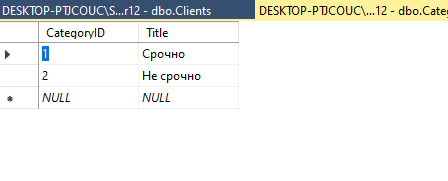 DESKTOP-PTJCOUC\S...r12 - dbo.Clients DESKTOP-PTJCOUC\...12 - dbo.Categ
CategoryID Title
1 Срочно
2 Не срочно
NULL NULL